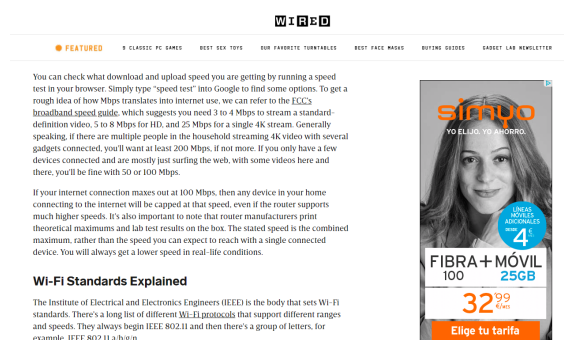 WIRED
FEATURED
5 CLASSIC PC GAMES
BEST SEX TOYS
OUR FAVORITE TURNTABLES
BEST FACE MASKS
BUYING GUIDES
GADGET LAB NEWSLETTER
You can check what download and upload speed you are getting by running a speed
test in your browser. Simply type "speed test" into Google to find some options. To get a
rough idea of how Mbps translates into internet use, we can refer to the FCC's
broadband speed guide, which suggests you need 3 to 4 Mbps to stream a standard-
definition video, 5 to 8 Mbps for HD, and 25 Mbps for a single 4K stream. Generally
speaking, if there are multiple people in the household streaming 4K video with several
gadgets connected, you'll want at least 200 Mbps, if not more. If you only have a few
devices connected and are mostly just surfing the web, with some videos here and
there, you'll be fine with 50 or 100 Mbps.
If your internet connection maxes out at 100 Mbps, then any device in your home
connecting to the internet will be capped at that speed, even if the router supports
much higher speeds. It's also important to note that router manufacturers print
theoretical maximums and lab test results on the box. The stated speed is the combined
maximum, rather than the speed you can expect to reach with a single connected
device. You will always get a lower speed in real-life conditions.
Wi-Fi Standards Explained
The Institute of Electrical and Electronics Engineers (IEEE) is the body that sets Wi-Fi
standards. There's a long list of different Wi-Fi protocols that support different ranges
and speeds. They always begin IEEE 802.11 and then there's a group of letters, for
example, IEEE 802.11 a/b/g/n
simyo
YO ELIJO, YO AHORRO.
LÍNEAS
MÓVILES
ADICIONALES
DESDE 4€
FIBRA+MÓVIL
100 25GB
32'99
€/mes
Elige tu tarifa